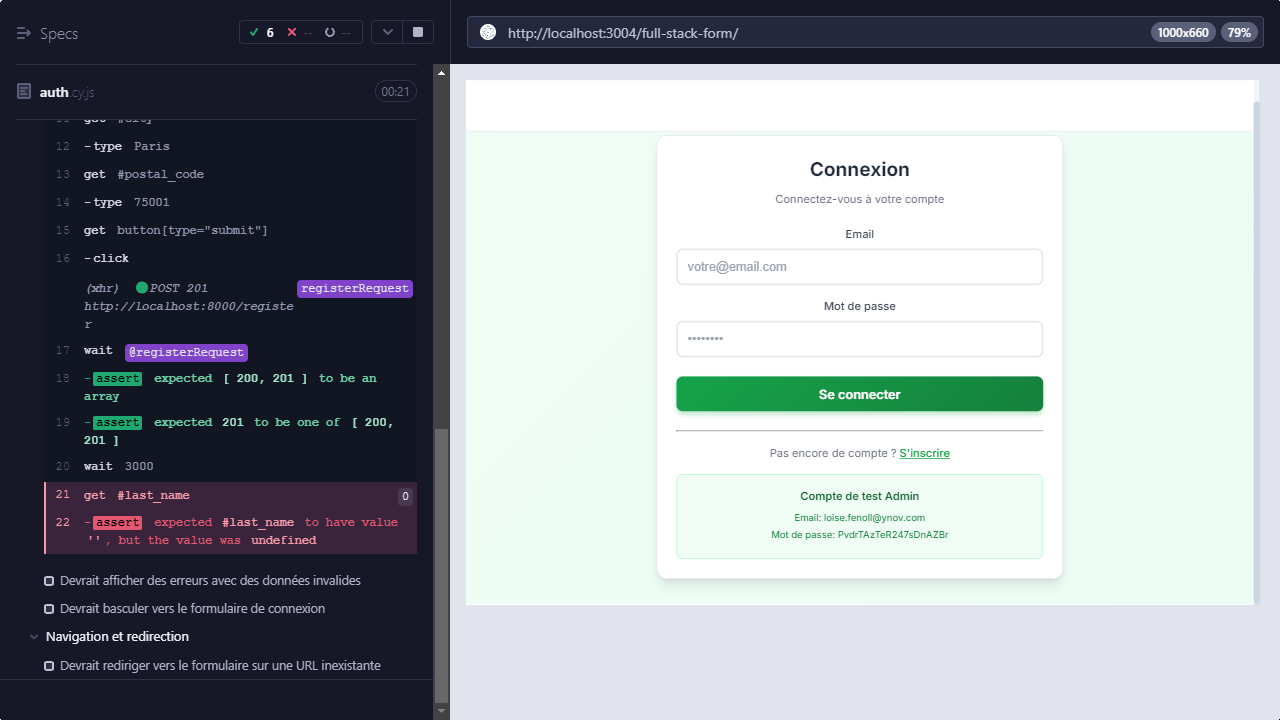 Specs
6
--
--
http://localhost:3004/full-stack-form/
1000x660
79%
auth.cy.js
00:21
12 -type Paris
13 get #postal_code
14 -type 75001
15 get button[type="submit"]
16 -click
(xhr) POST 201 registerRequest
http://localhost:8000/registe
r
17 wait @registerRequest
18 -assert expected [ 200, 201 ] to be an
array
19 -assert expected 201 to be one of [ 200,
201 ]
20 wait 3000
21 get #last_name 0
22 -assert expected #last_name to have value
'', but the value was undefined
Devrait afficher des erreurs avec des données invalides
Devrait basculer vers le formulaire de connexion
Navigation et redirection
Devrait rediriger vers le formulaire sur une URL inexistante
Connexion
Connectez-vous à votre compte
Email
votre@email.com
Mot de passe
••••••••
Se connecter
Pas encore de compte ? S'inscrire
Compte de test Admin
Email: loise.fenoll@ynov.com
Mot de passe: PvdrTAzTeR247sDnAZBr